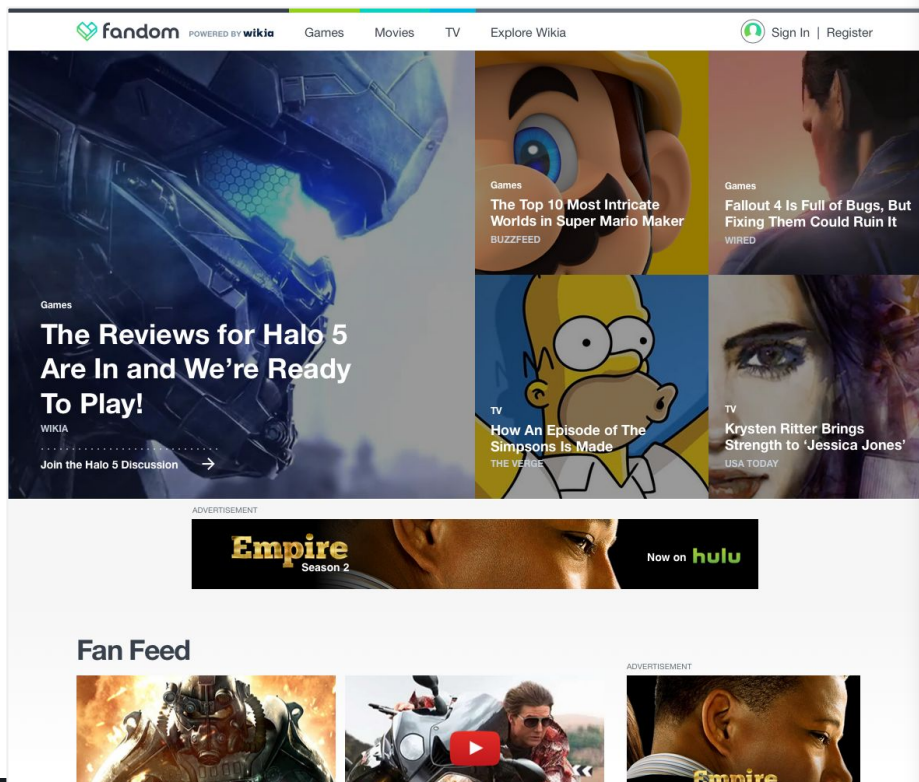 fandom POWERED BY wikia Games Movies TV Explore Wikia Sign In | Register
Games
The Reviews for Halo 5
Are In and We're Ready
To Play!
WIKIA
Join the Halo 5 Discussion →
Games
The Top 10 Most Intricate
Worlds in Super Mario Maker
BUZZFEED
Games
Fallout 4 Is Full of Bugs, But
Fixing Them Could Ruin It
WIRED
TV
How An Episode of The
Simpsons Is Made
THE VERGE
TV
Krysten Ritter Brings
Strength to ‘Jessica Jones’
USA TODAY
ADVERTISEMENT
Empire
Season 2
Now on hulu
Fan Feed
ADVERTISEMENT
Empire